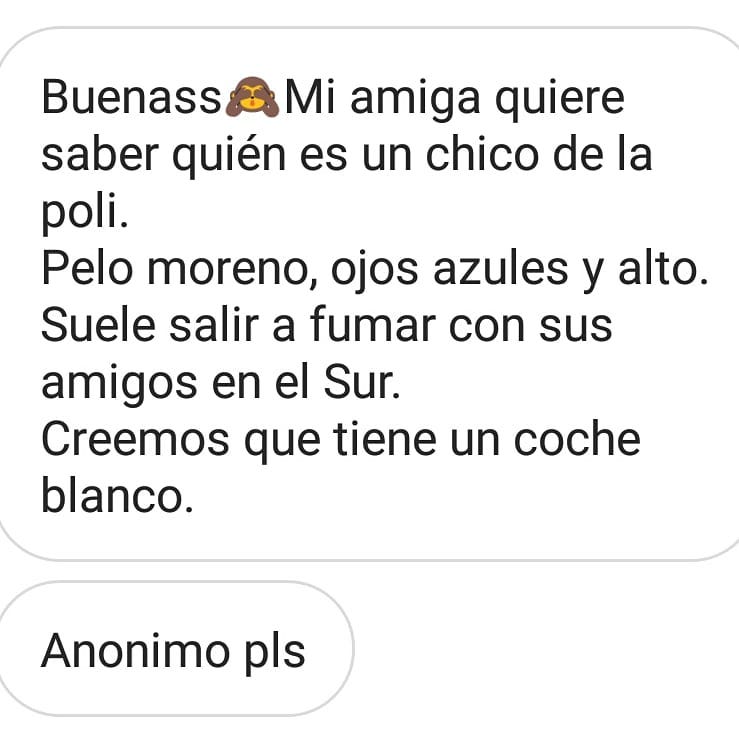 Buenass🙈Mi amiga quiere
saber quién es un chico de la
poli.
Pelo moreno, ojos azules y alto.
Suele salir a fumar con sus
amigos en el Sur.
Creemos que tiene un coche
blanco.
Anonimo pls